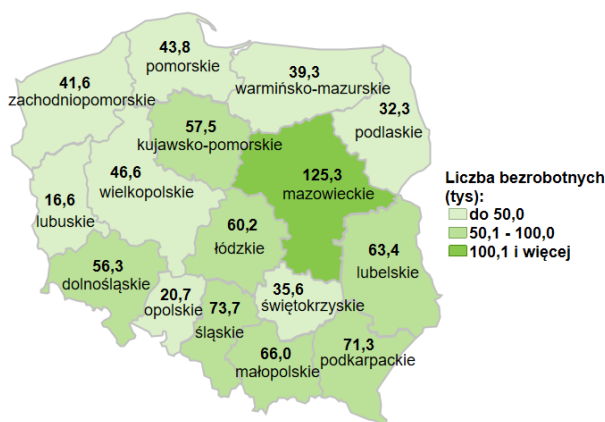 43,8
pomorskie
41,6
zachodniopomorskie
39,3
warmińsko-mazurskie
32,3
podlaskie
57,5
kujawsko-pomorskie
125,3
mazowieckie
46,6
wielkopolskie
16,6
lubuskie
60,2
łódzkie
63,4
lubelskie
56,3
dolnośląskie
20,7
opolskie
73,7
śląskie
35,6
świętokrzyskie
66,0
małopolskie
71,3
podkarpackie
Liczba bezrobotnych
(tys):
do 50,0
50,1 - 100,0
100,1 i więcej